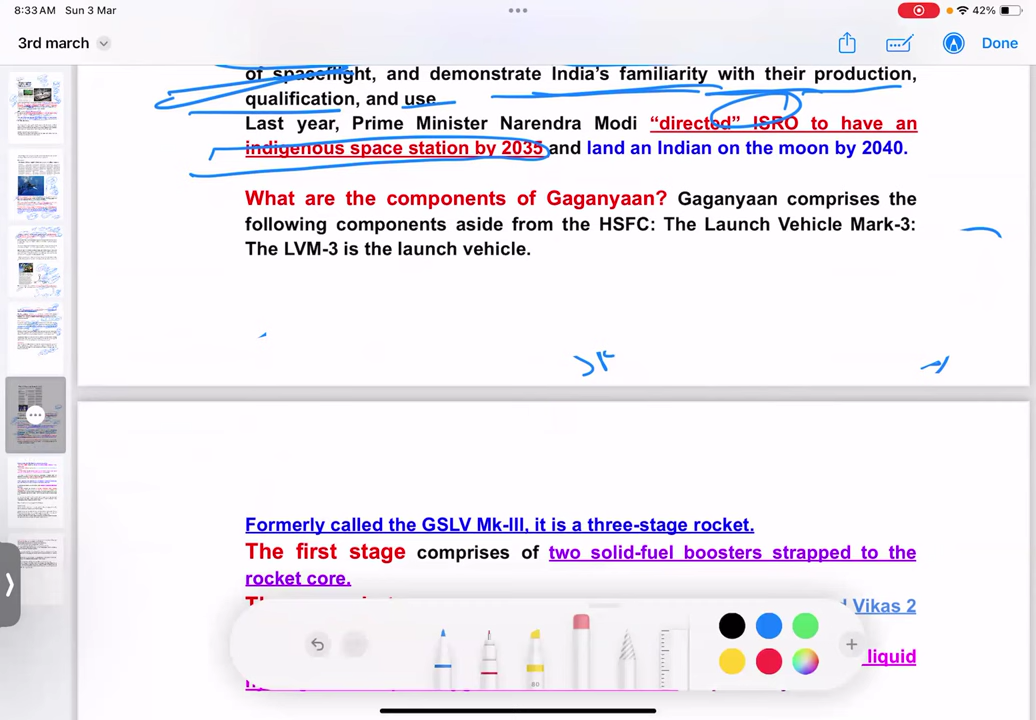 8:33 AM Sun 3 Mar
42%
3rd march
Done
of spaceflight, and demonstrate India's familiarity with their production,
qualification, and use
Last year, Prime Minister Narendra Modi "directed" ISRO to have an
indigenous space station by 2035 and land an Indian on the moon by 2040.
What are the components of Gaganyaan? Gaganyaan comprises the
following components aside from the HSFC: The Launch Vehicle Mark-3:
The LVM-3 is the launch vehicle.
Formerly called the GSLV Mk-III, it is a three-stage rocket.
The first stage comprises of two solid-fuel boosters strapped to the
rocket core.
Vikas 2
liquid
80